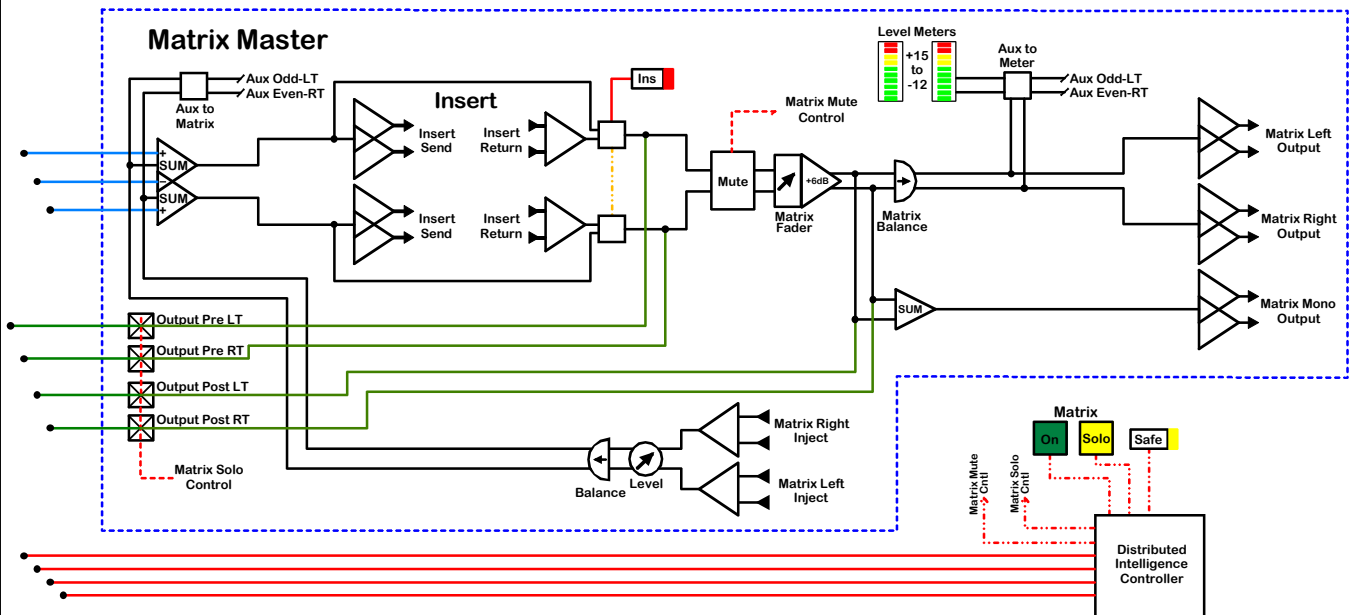 Matrix Master
Level Meters
+15
to
-12
Aux to
Meter
Aux Odd-LT
Aux Even-RT
Aux Odd-LT
Aux Even-RT
Aux to
Matrix
Insert
Ins
Matrix Mute
Control
Insert
Send
Insert
Return
+
SUM
−
SUM
+
Mute
+6dB
Matrix
Fader
Matrix
Balance
Matrix Left
Output
Insert
Send
Insert
Return
Matrix Right
Output
SUM
Matrix Mono
Output
Output Pre LT
Output Pre RT
Output Post LT
Output Post RT
Matrix Solo
Control
Balance
Level
Matrix Right
Inject
Matrix Left
Inject
Matrix
On
Solo
Safe
Matrix Mute
Cntl
Matrix Solo
Cntl
Distributed
Intelligence
Controller